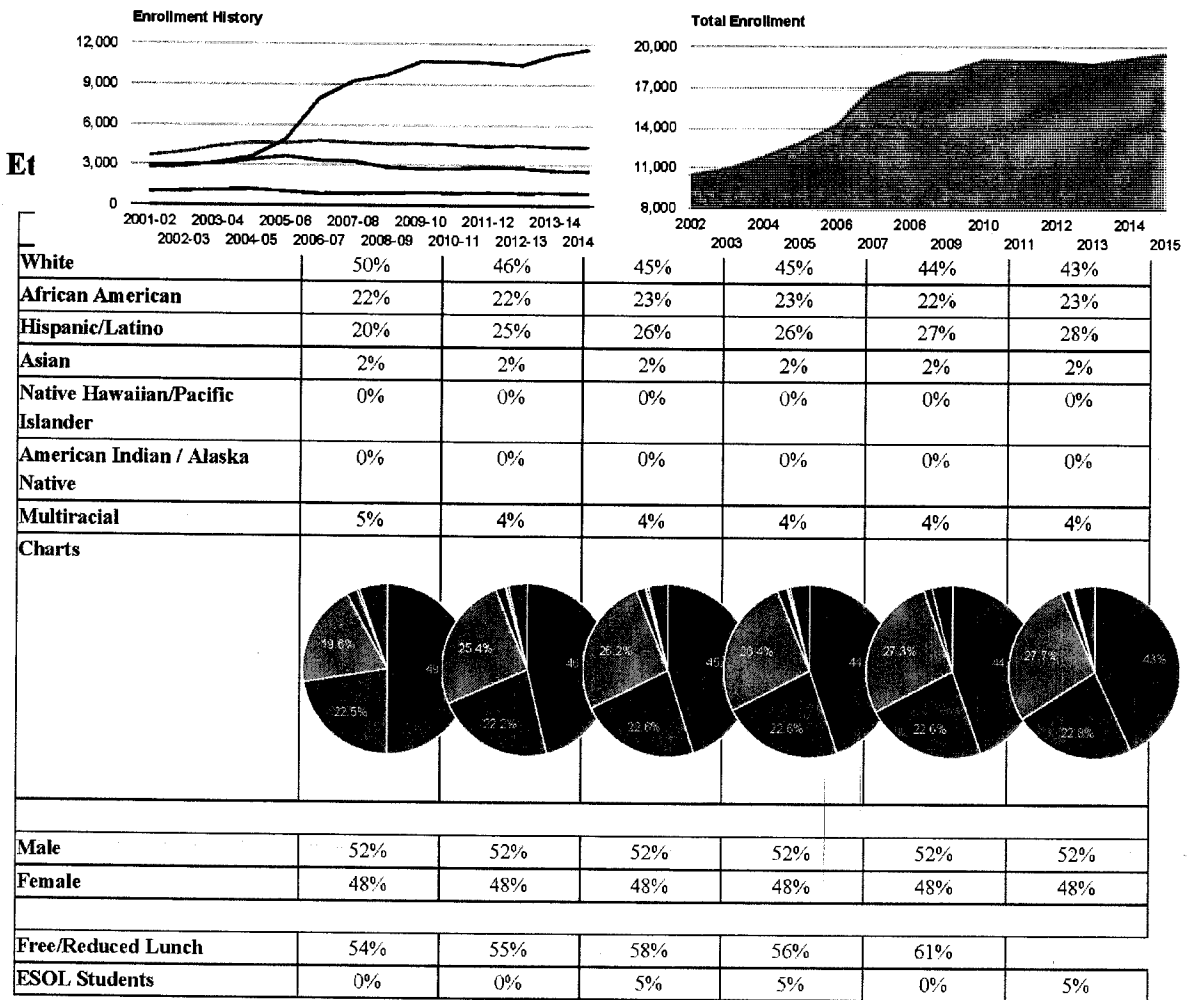 Enrollment History
12,000
9,000
6,000
3,000
0
2001-02 2003-04 2005-06 2007-08 2009-10 2011-12 2013-14
2002-03 2004-05 2006-07 2008-09 2010-11 2012-13 2014
Total Enrollment
20,000
17,000
14,000
11,000
8,000
2002 2004 2006 2008 2010 2012 2014
2003 2005 2007 2009 2011 2013 2015
Et
White 50% 46% 45% 45% 44% 43%
African American 22% 22% 23% 23% 22% 23%
Hispanic/Latino 20% 25% 26% 26% 27% 28%
Asian 2% 2% 2% 2% 2% 2%
Native Hawaiian/Pacific 0% 0% 0% 0% 0% 0%
Islander
American Indian / Alaska 0% 0% 0% 0% 0% 0%
Native
Multiracial 5% 4% 4% 4% 4% 4%
Charts
19.6% 49 25.4% 46 26.2% 45 26.4% 44 27.3% 44 27.7% 43%
22.5% 22.2% 22.6% 22.6% 22.6% 22.8%
Male 52% 52% 52% 52% 52% 52%
Female 48% 48% 48% 48% 48% 48%
Free/Reduced Lunch 54% 55% 58% 56% 61%
ESOL Students 0% 0% 5% 5% 0% 5%